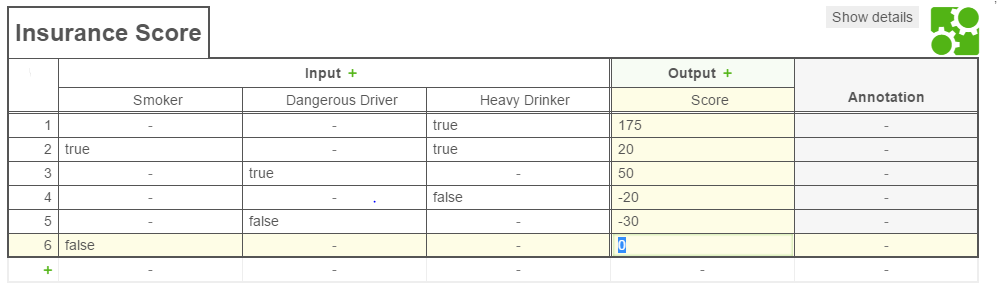 Show details
Insurance Score
Input + Output +
Smoker Dangerous Driver Heavy Drinker Score Annotation
1 - - true 175 -
2 true - true 20 -
3 - true - 50 -
4 - - false -20 -
5 - false - -30 -
6 false - - 0 -
+ - - - - -